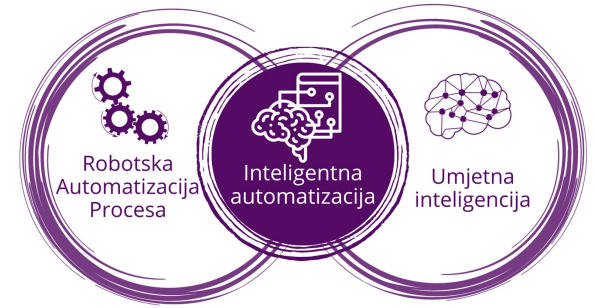 Robotska
Automatizacija
Procesa
Inteligentna
automatizacija
Umjetna
inteligencija